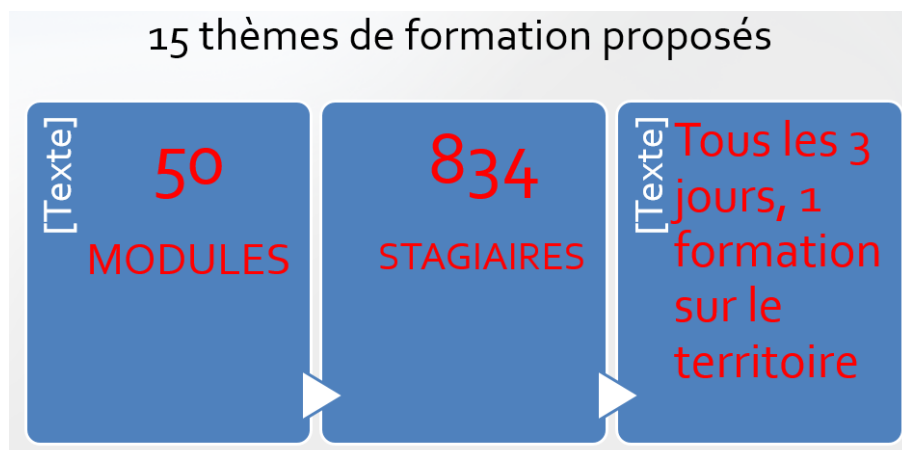 15 thèmes de formation proposés
[Texte]
50
MODULES
834
STAGIAIRES
[Texte]
Tous les 3
jours, 1
formation
sur le
territoire